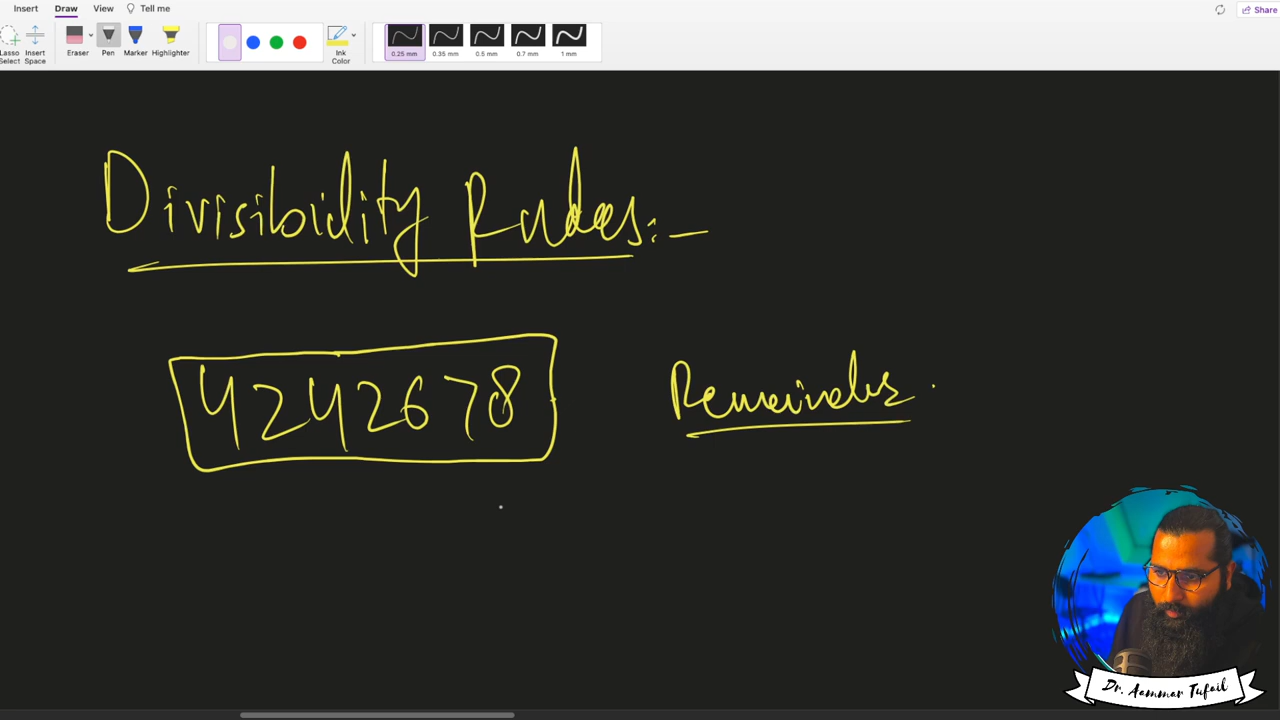 Insert Draw View Tell me Share
Lasso Select Insert Space Eraser Pen Marker Highlighter Ink Color 0.25 mm 0.35 mm 0.5 mm 0.7 mm 1 mm
Divisibility Rules:-
4242678 Remainder.
Dr. Aammar Tufail